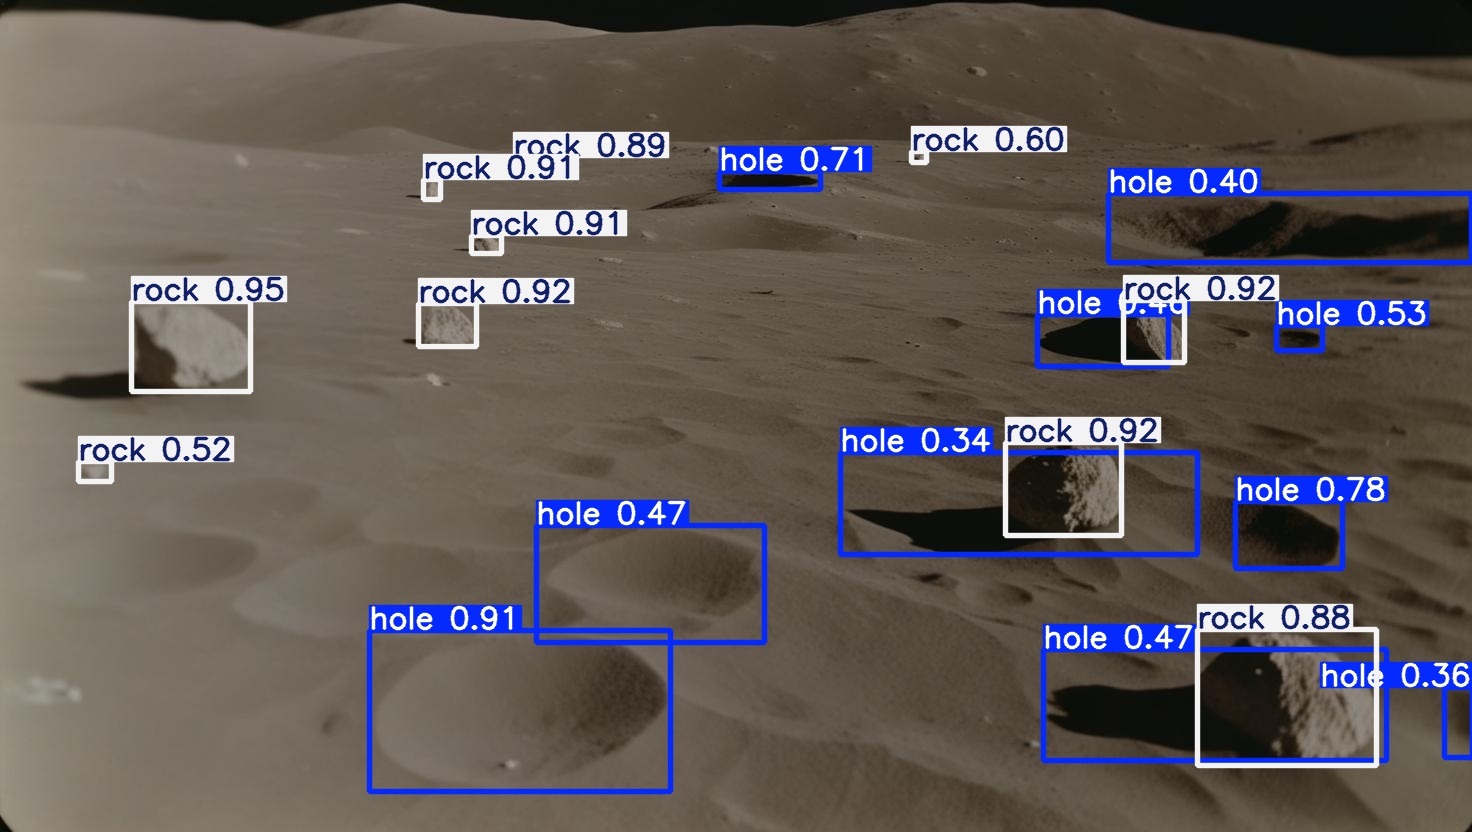 rock 0.60
rock 0.89
hole 0.71
rock 0.91
hole 0.40
rock 0.91
rock 0.95
rock 0.92
rock 0.92
hole 0.46
hole 0.53
rock 0.92
hole 0.34
rock 0.52
hole 0.78
hole 0.47
hole 0.91
rock 0.88
hole 0.47
hole 0.36